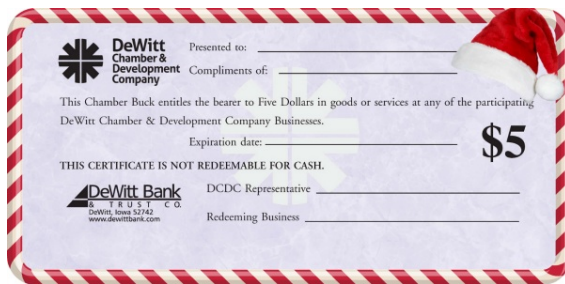 DeWitt
Chamber &
Development
Company
Presented to:
Compliments of:
This Chamber Buck entitles the bearer to Five Dollars in goods or services at any of the participating
DeWitt Chamber & Development Company Businesses.
Expiration date:
$5
THIS CERTIFICATE IS NOT REDEEMABLE FOR CASH.
DeWitt Bank
& TRUST CO.
DeWitt, Iowa 52742
www.dewittbank.com
DCDC Representative
Redeeming Business